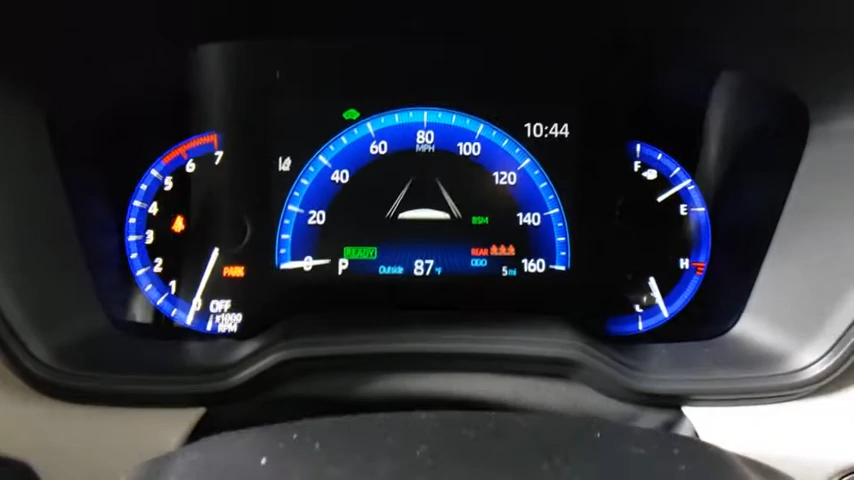 7
6
5
4
3
2
1
0
PARK
OFF
x1000
RPM
0
20
40
60
80
MPH
100
120
140
160
10:44
BSM
READY
P
Outside 87°F
REAR
ODO
5 mi
F
E
H
L